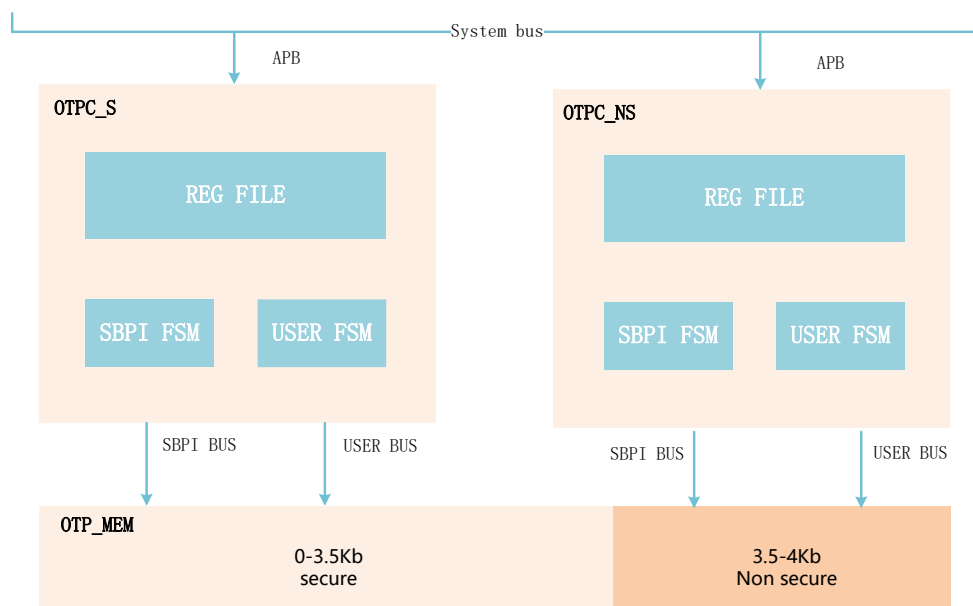 System bus
APB
APB
OTPC_S
OTPC_NS
REG FILE
REG FILE
SBPI FSM
USER FSM
SBPI FSM
USER FSM
SBPI BUS
USER BUS
SBPI BUS
USER BUS
OTP_MEM
0-3.5Kb
secure
3.5-4Kb
Non secure